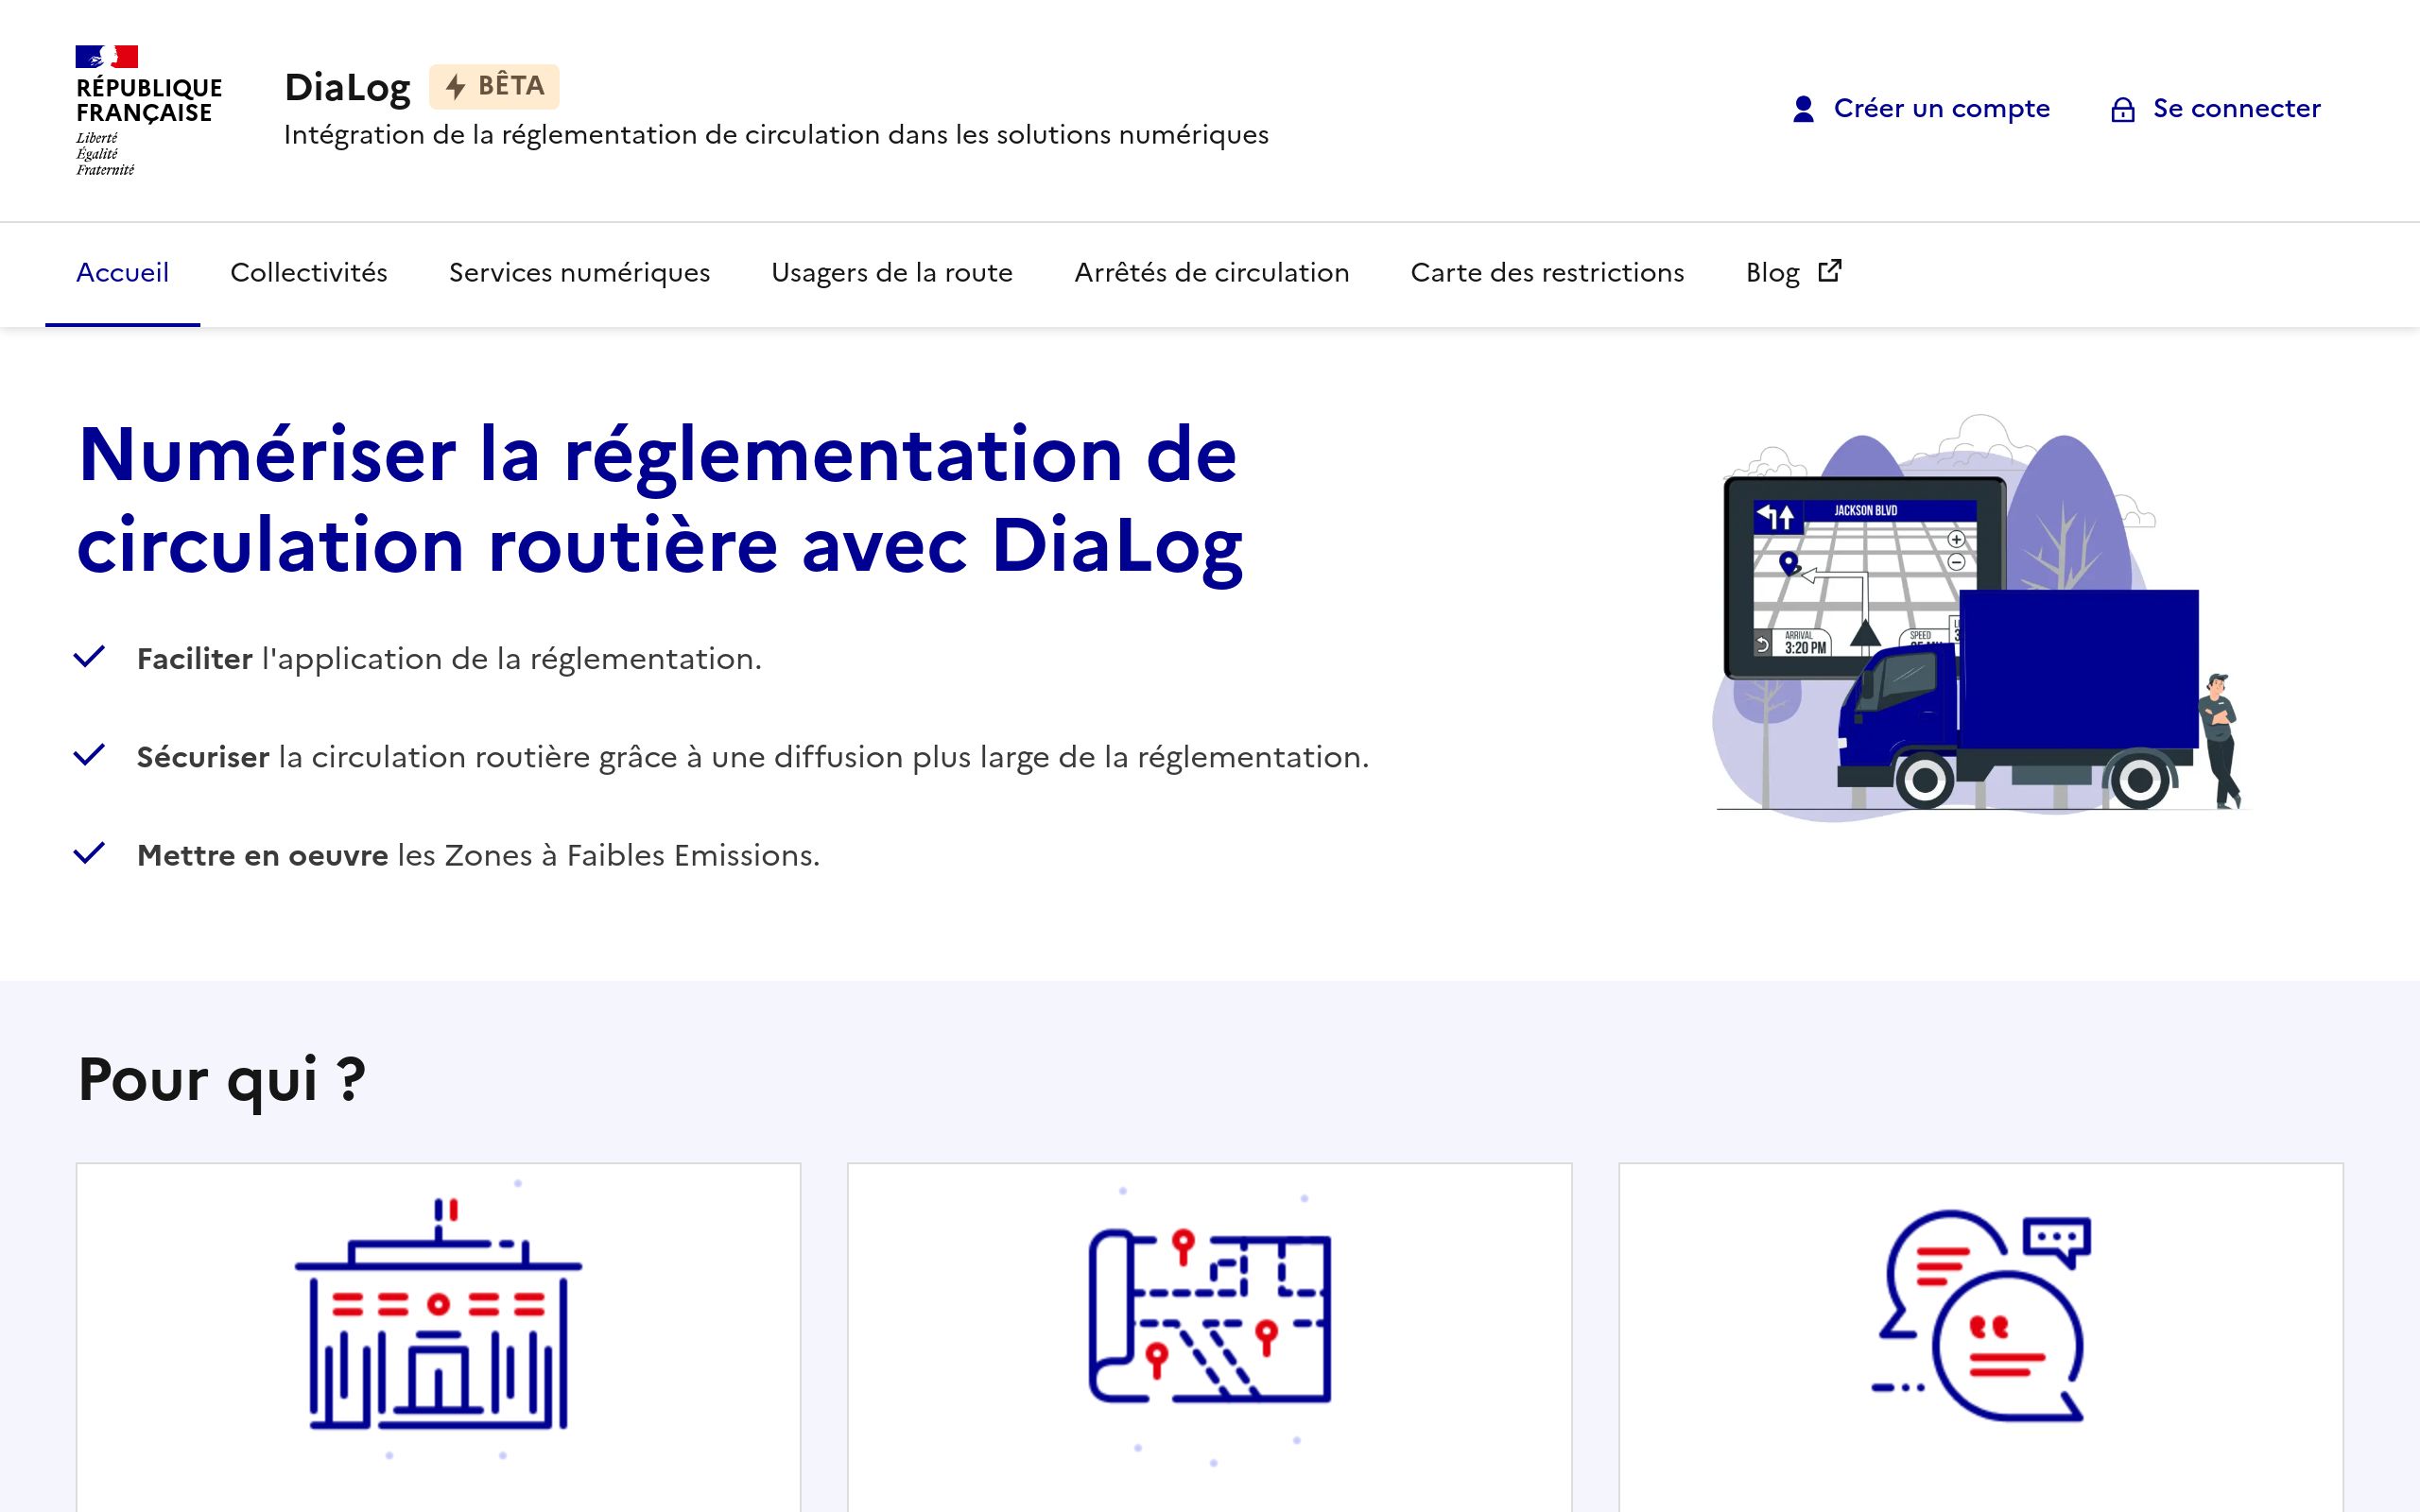 RÉPUBLIQUE
FRANÇAISE
Liberté
Égalité
Fraternité
DiaLog BÊTA
Intégration de la réglementation de circulation dans les solutions numériques
Créer un compte
Se connecter
Accueil
Collectivités
Services numériques
Usagers de la route
Arrêtés de circulation
Carte des restrictions
Blog
Numériser la réglementation de
circulation routière avec DiaLog
Faciliter l'application de la réglementation.
Sécuriser la circulation routière grâce à une diffusion plus large de la réglementation.
Mettre en oeuvre les Zones à Faibles Emissions.
JACKSON BLVD
ARRIVAL
3:20 PM
SPEED
Pour qui ?